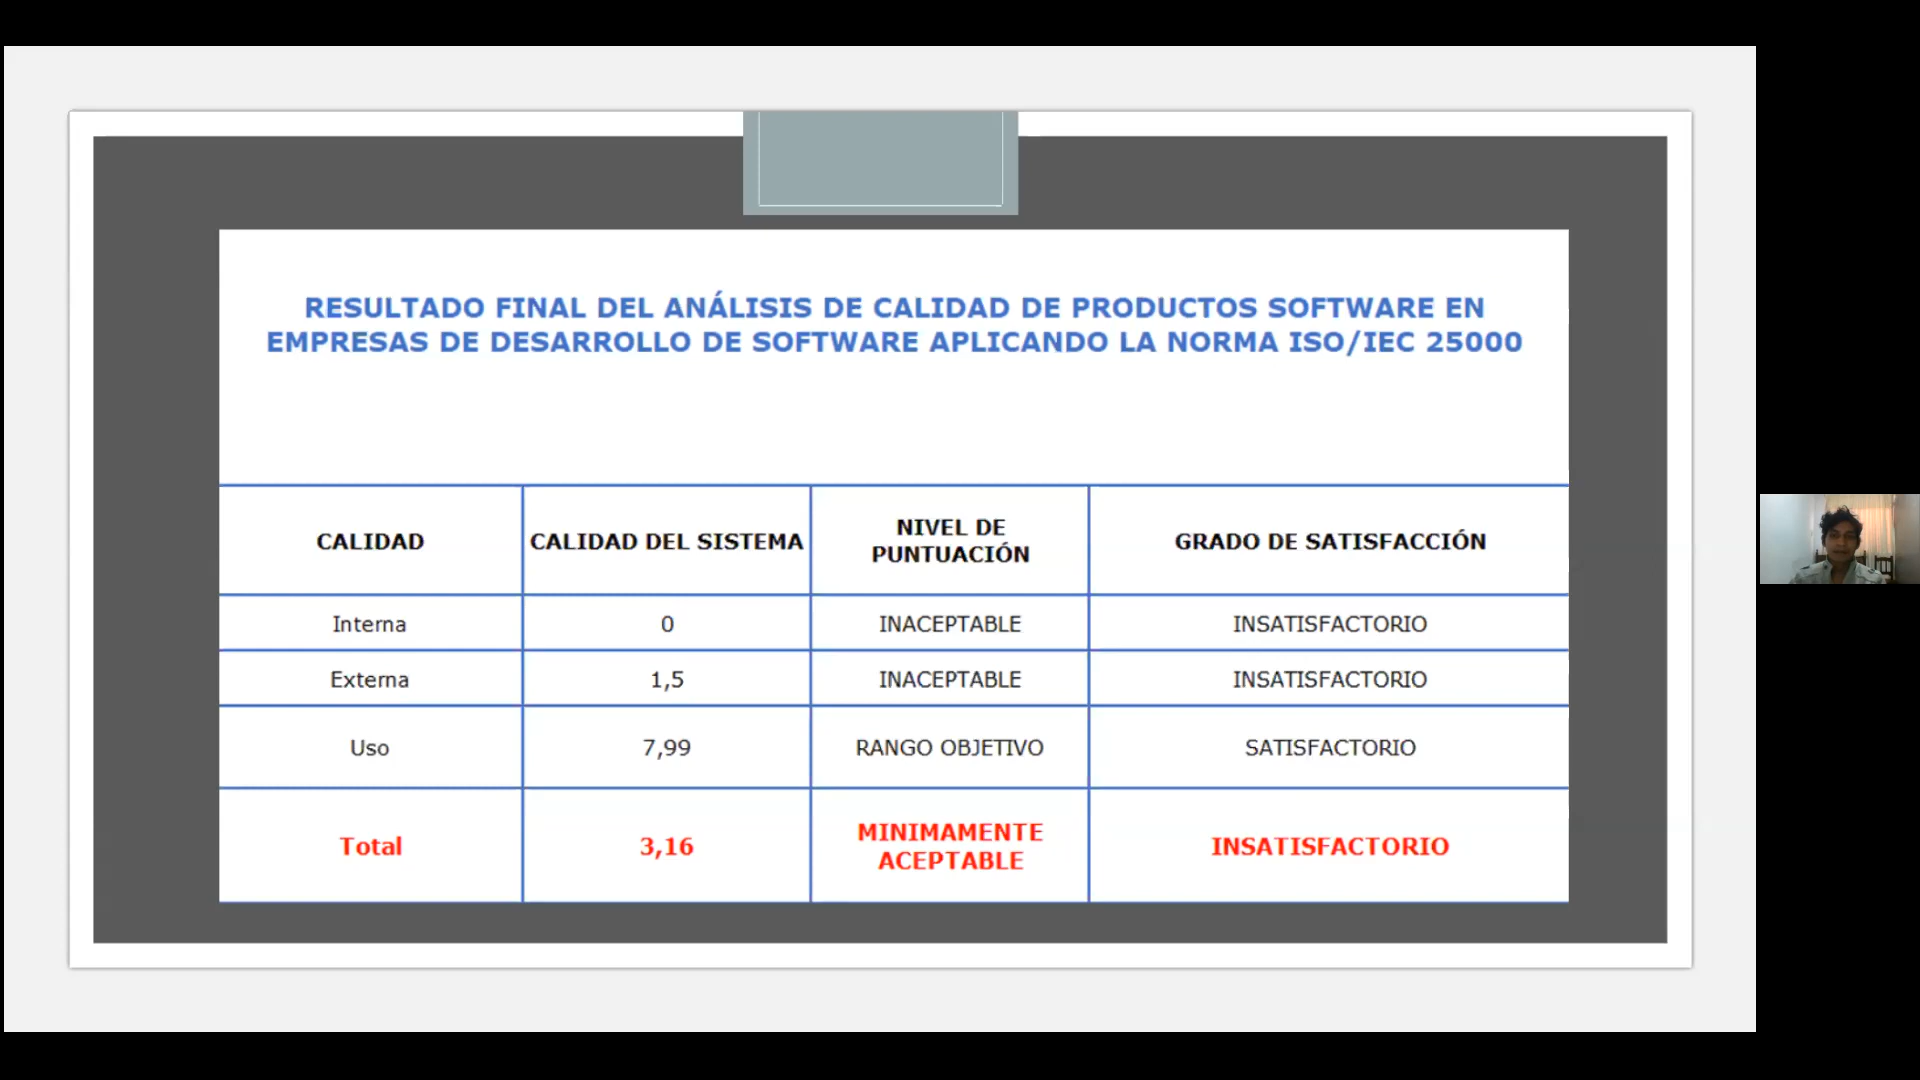 RESULTADO FINAL DEL ANÁLISIS DE CALIDAD DE PRODUCTOS SOFTWARE EN
EMPRESAS DE DESARROLLO DE SOFTWARE APLICANDO LA NORMA ISO/IEC 25000
CALIDAD CALIDAD DEL SISTEMA NIVEL DE PUNTUACIÓN GRADO DE SATISFACCIÓN
Interna 0 INACEPTABLE INSATISFACTORIO
Externa 1,5 INACEPTABLE INSATISFACTORIO
Uso 7,99 RANGO OBJETIVO SATISFACTORIO
Total 3,16 MINIMAMENTE ACEPTABLE INSATISFACTORIO